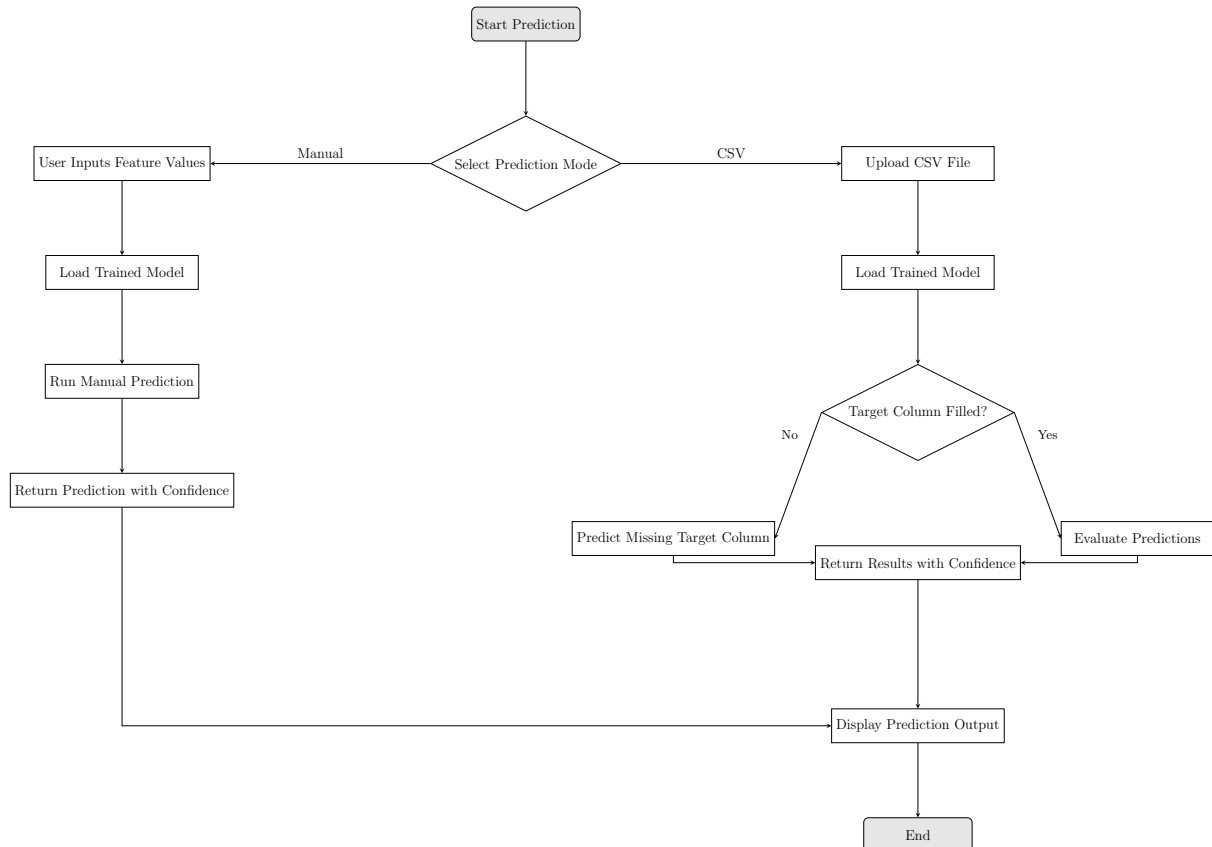 Start Prediction
Manual
CSV
User Inputs Feature Values
Select Prediction Mode
Upload CSV File
Load Trained Model
Load Trained Model
Run Manual Prediction
Target Column Filled?
No
Yes
Return Prediction with Confidence
Predict Missing Target Column
Evaluate Predictions
Return Results with Confidence
Display Prediction Output
End